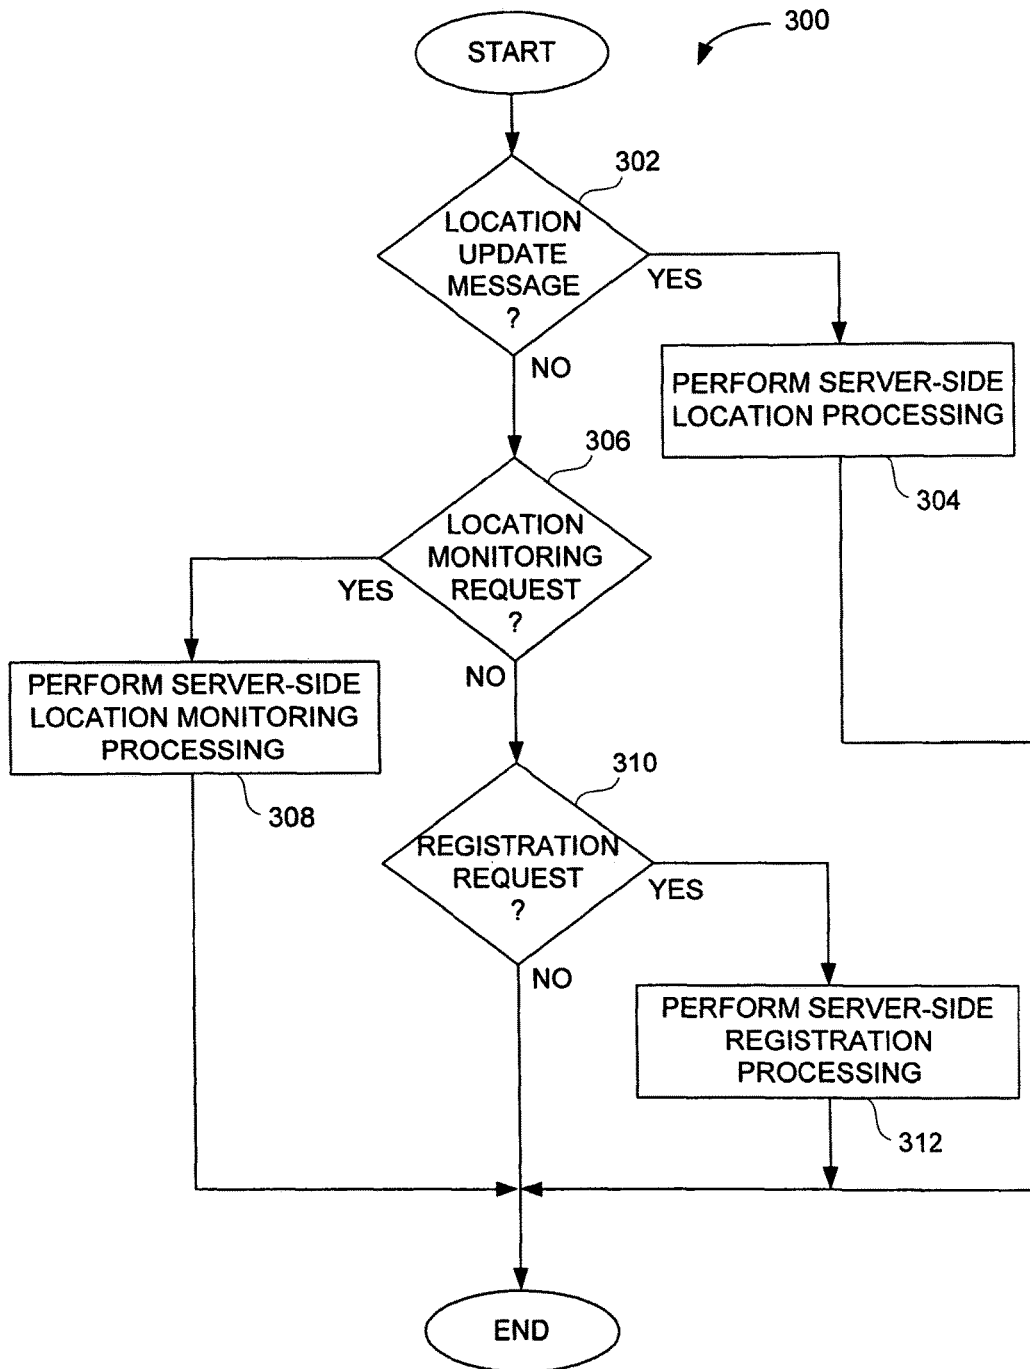 300
START
302
LOCATION
UPDATE
MESSAGE
?
YES
NO
PERFORM SERVER-SIDE
LOCATION PROCESSING
304
306
LOCATION
MONITORING
REQUEST
?
YES
NO
PERFORM SERVER-SIDE
LOCATION MONITORING
PROCESSING
308
310
REGISTRATION
REQUEST
?
YES
NO
PERFORM SERVER-SIDE
REGISTRATION
PROCESSING
312
END